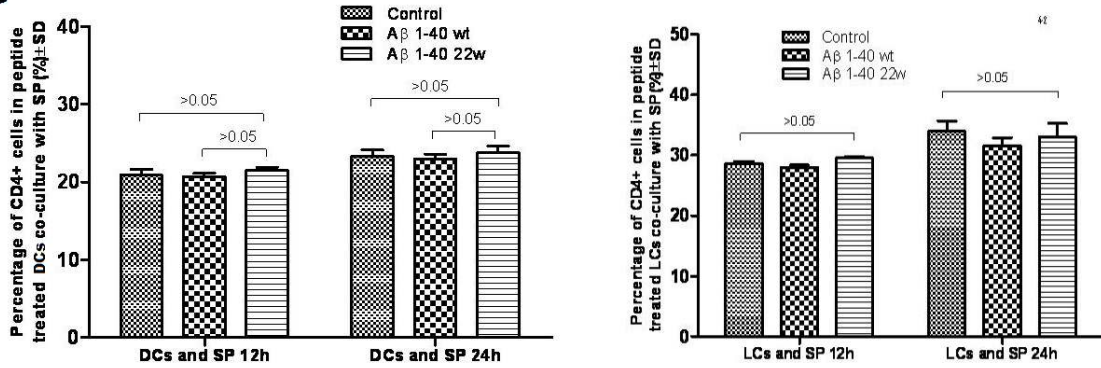 Percentage of CD4+ cells in peptide
treated DCs co-culture with SP(%)±SD
40
30
20
10
0
Control
Aβ 1-40 wt
Aβ 1-40 22w
>0.05
>0.05
>0.05
>0.05
DCs and SP 12h
DCs and SP 24h
Percentage of CD4+ cells in peptide
treated LCs co-culture with SP(%)±SD
50
40
30
20
10
0
Control
Aβ 1-40 wt
Aβ 1-40 22w
>0.05
>0.05
LCs and SP 12h
LCs and SP 24h